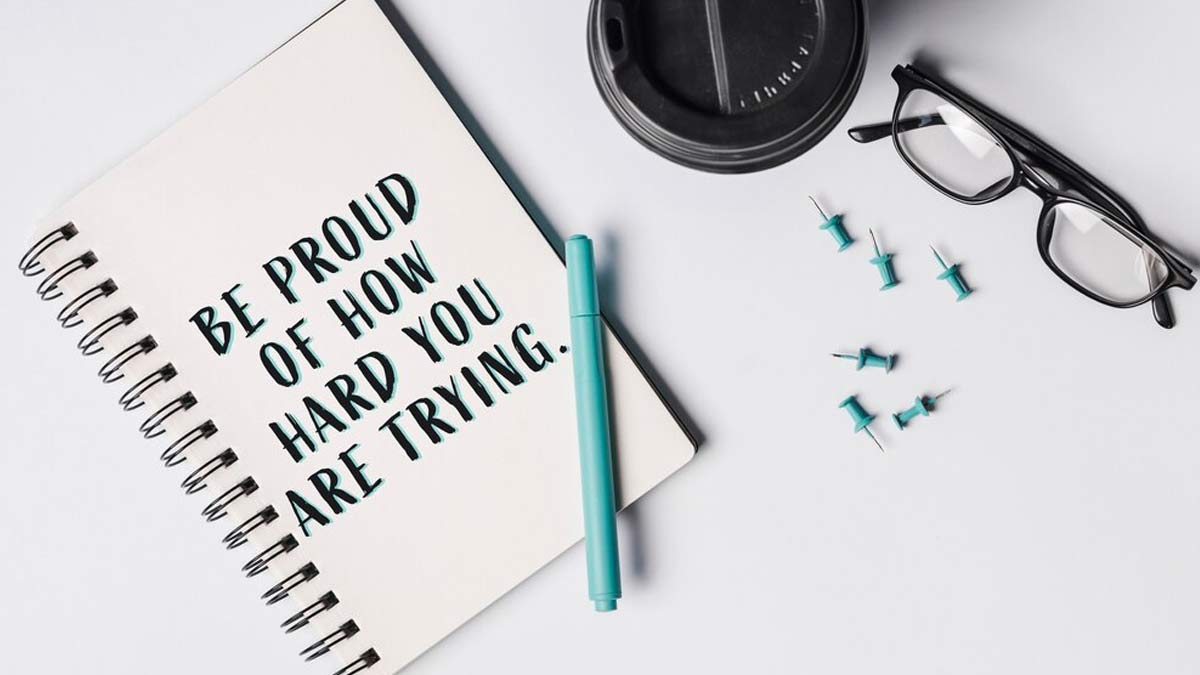 BE PROUD
OF HOW
HARD YOU
ARE TRYING.